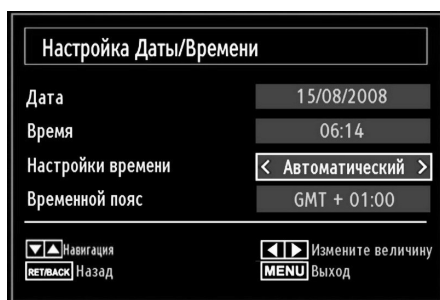 Настройка Даты/Времени
Дата 15/08/2008
Время 06:14
Настройки времени < Автоматический >
Временной пояс GMT + 01:00
▼▲ Навигация ◀▶ Измените величину
RET/BACK Назад MENU Выход